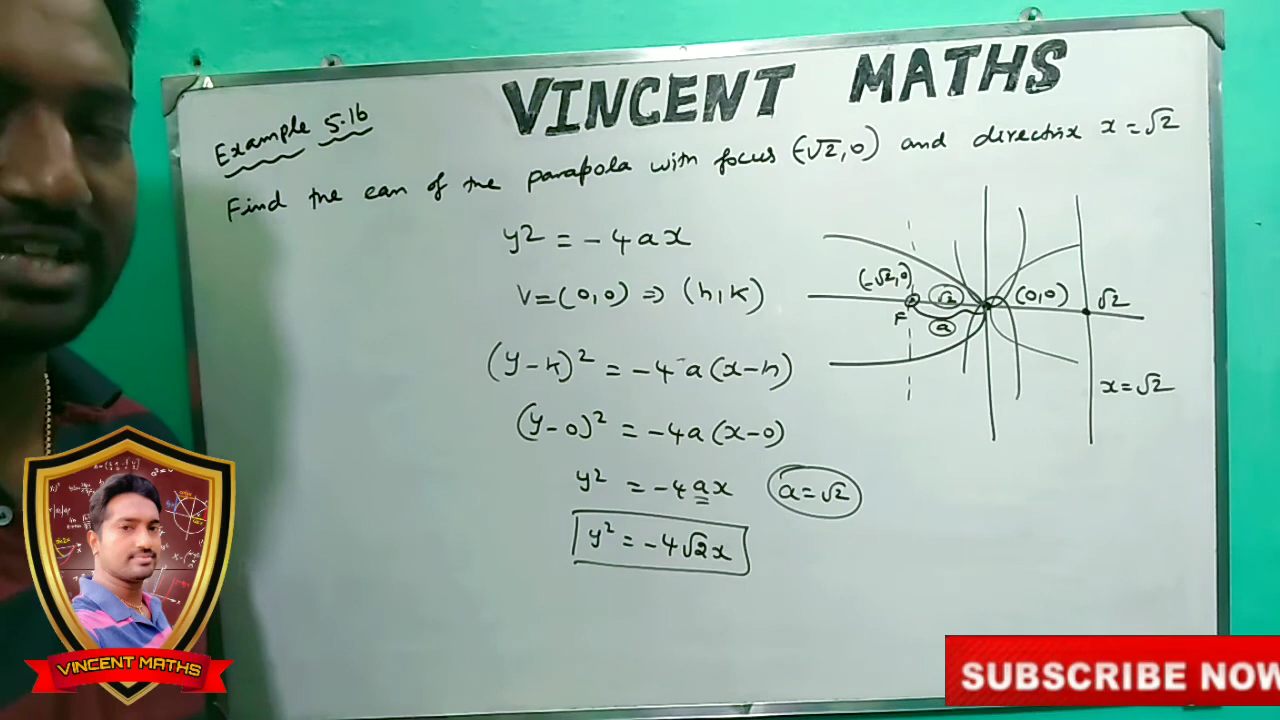 VINCENT MATHS
Example 5.16
Find the eqn of the parabola with focus (-√2, 0) and directrix x = √2
y2 = -4ax
V = (0,0) ⇒ (h,k)
(y-k)² = -4a(x-h)
(y-0)² = -4a(x-0)
y² = -4ax a = √2
y² = -4√2x
(-√2,0)
√2
(0,0)
√2
F
a
x = √2
VINCENT MATHS
SUBSCRIBE NOW